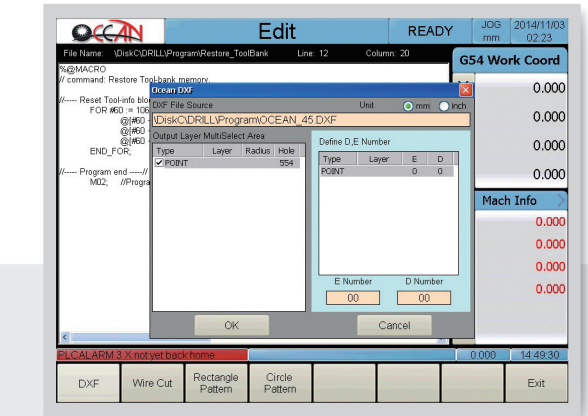 OCEAN
Edit
READY
JOG
mm
2014/11/03
02:23
File Name: \DiskC\DRILL\Program\Restore_ToolBank Line: 12 Column: 20
G54 Work Coord
%@MACRO
// command: Restore Tool-bank memory.
//----- Reset Tool-info blo
FOR #60 := 106
@[#60 -
@[#60 -
@[#60 -
END_FOR;
//----- Program end ----//
M02; //Progra
Ocean DXF
DXF File Source
Unit
mm
inch
\DiskC\DRILL\Program\OCEAN_45.DXF
Output Layer MultiSelect Area
Type Layer Radius Hole
POINT 554
Define D,E Number
Type Layer E D
POINT 0 0
E Number
D Number
00
00
OK
Cancel
0.000
0.000
0.000
0.000
Mach Info
0.000
0.000
0.000
0.000
PLCALARM 3 X not yet back home
0.000
14:49:30
DXF
Wire Cut
Rectangle
Pattern
Circle
Pattern
Exit